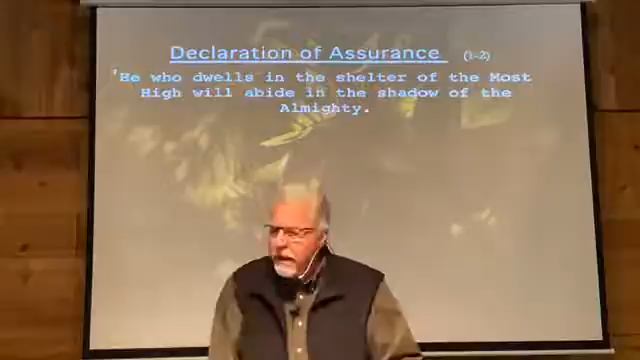 Declaration of Assurance (1-2)
1He who dwells in the shelter of the Most
High will abide in the shadow of the
Almighty.